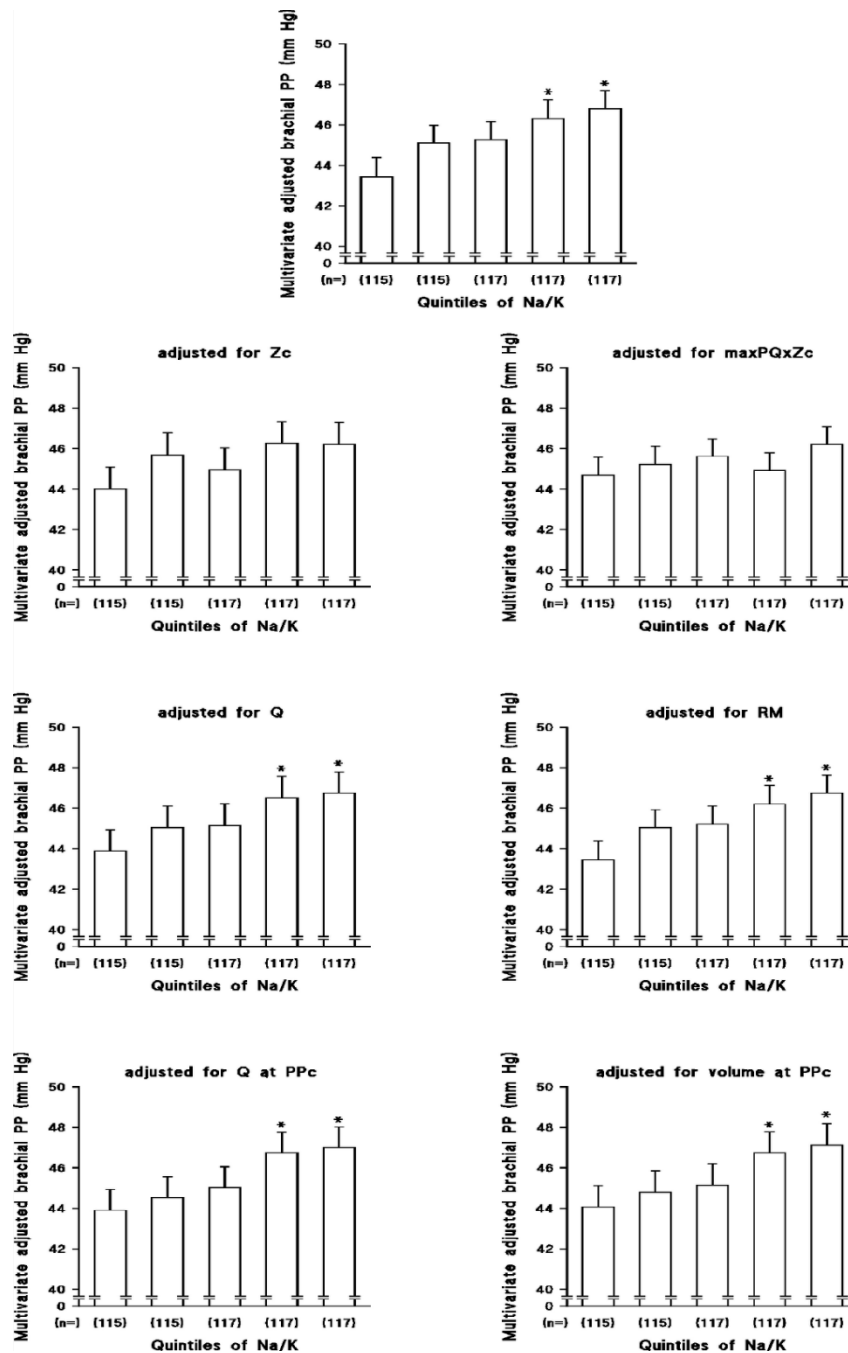 Multivariate adjusted brachial PP (mm Hg)
50
48
46
44
42
40
0
*
*
(n=) (115) (115) (117) (117) (117)
Quintiles of Na/K
adjusted for Zc
Multivariate adjusted brachial PP (mm Hg)
50
48
46
44
42
40
0
(n=) (115) (115) (117) (117) (117)
Quintiles of Na/K
adjusted for maxPQxZc
Multivariate adjusted brachial PP (mm Hg)
50
48
46
44
42
40
0
(n=) (115) (115) (117) (117) (117)
Quintiles of Na/K
adjusted for Q
Multivariate adjusted brachial PP (mm Hg)
50
48
46
44
42
40
0
*
*
(n=) (115) (115) (117) (117) (117)
Quintiles of Na/K
adjusted for RM
Multivariate adjusted brachial PP (mm Hg)
50
48
46
44
42
40
0
*
*
(n=) (115) (115) (117) (117) (117)
Quintiles of Na/K
adjusted for Q at PPc
Multivariate adjusted brachial PP (mm Hg)
50
48
46
44
42
40
0
*
*
(n=) (115) (115) (117) (117) (117)
Quintiles of Na/K
adjusted for volume at PPc
Multivariate adjusted brachial PP (mm Hg)
50
48
46
44
42
40
0
*
*
(n=) (115) (115) (117) (117) (117)
Quintiles of Na/K